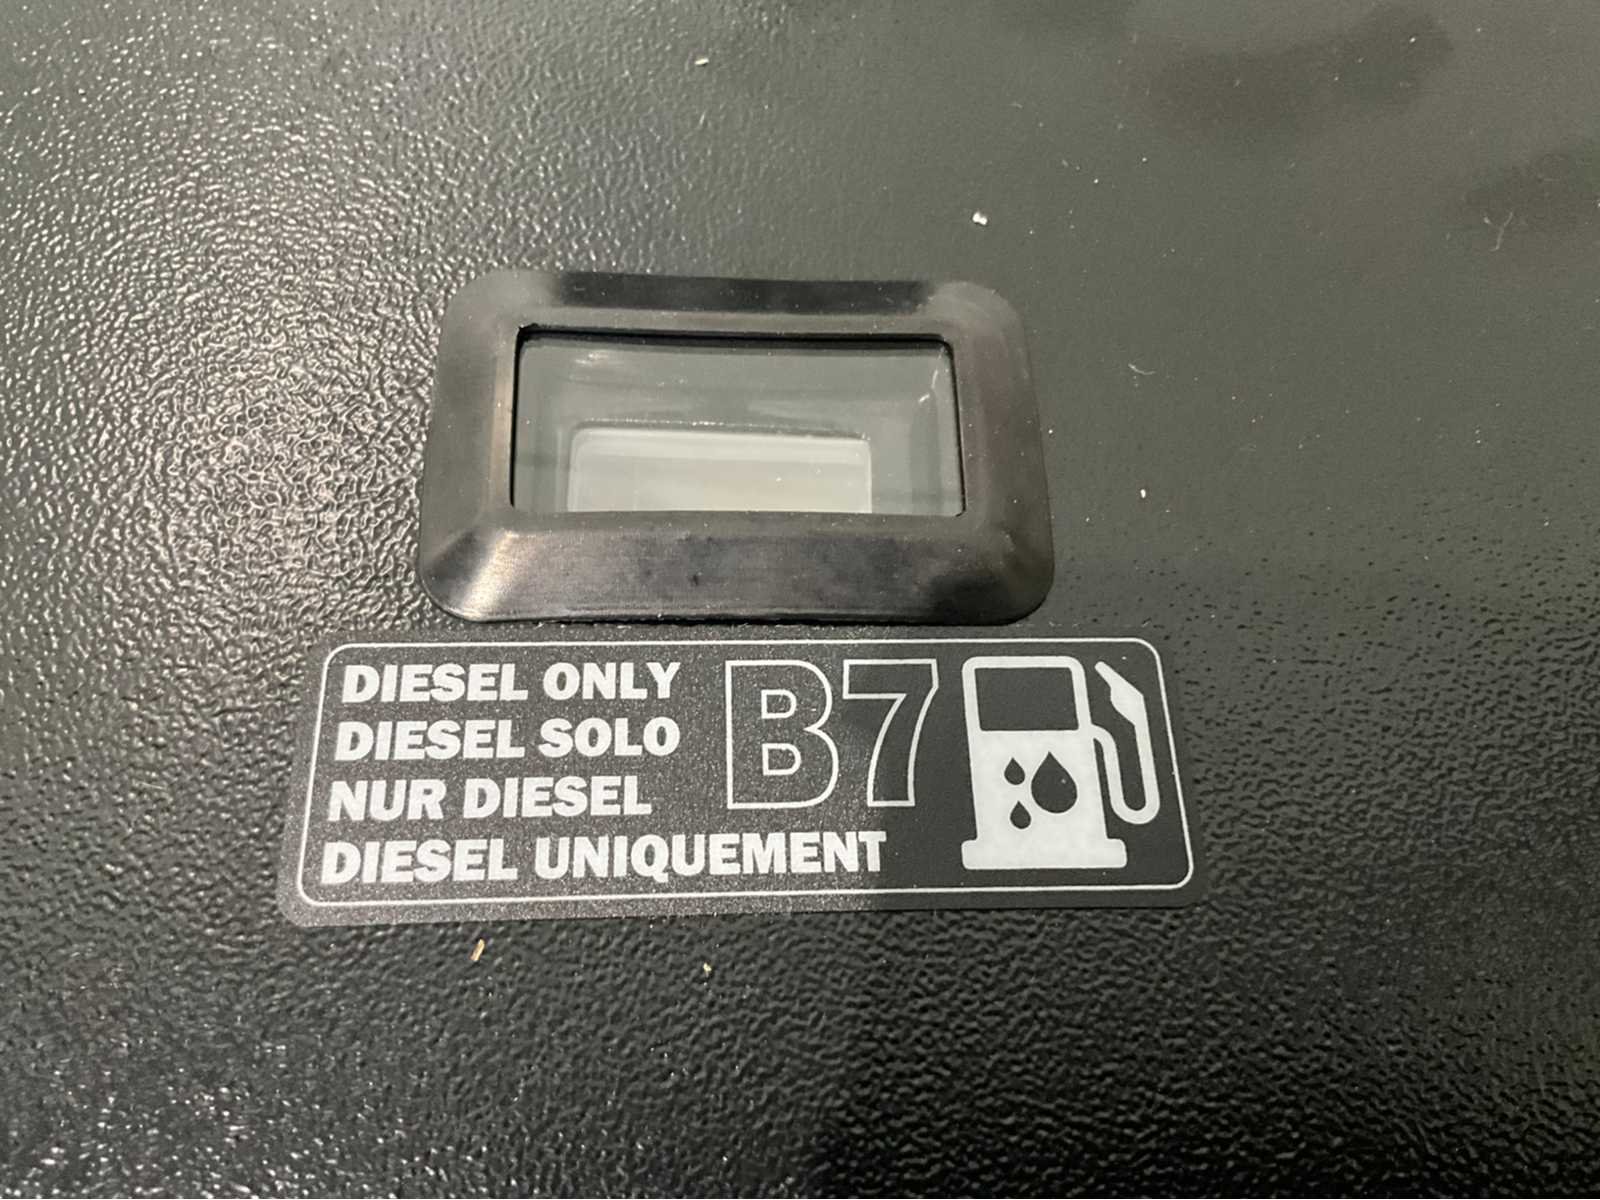 DIESEL ONLY
DIESEL SOLO
NUR DIESEL
DIESEL UNIQUEMENT
B7